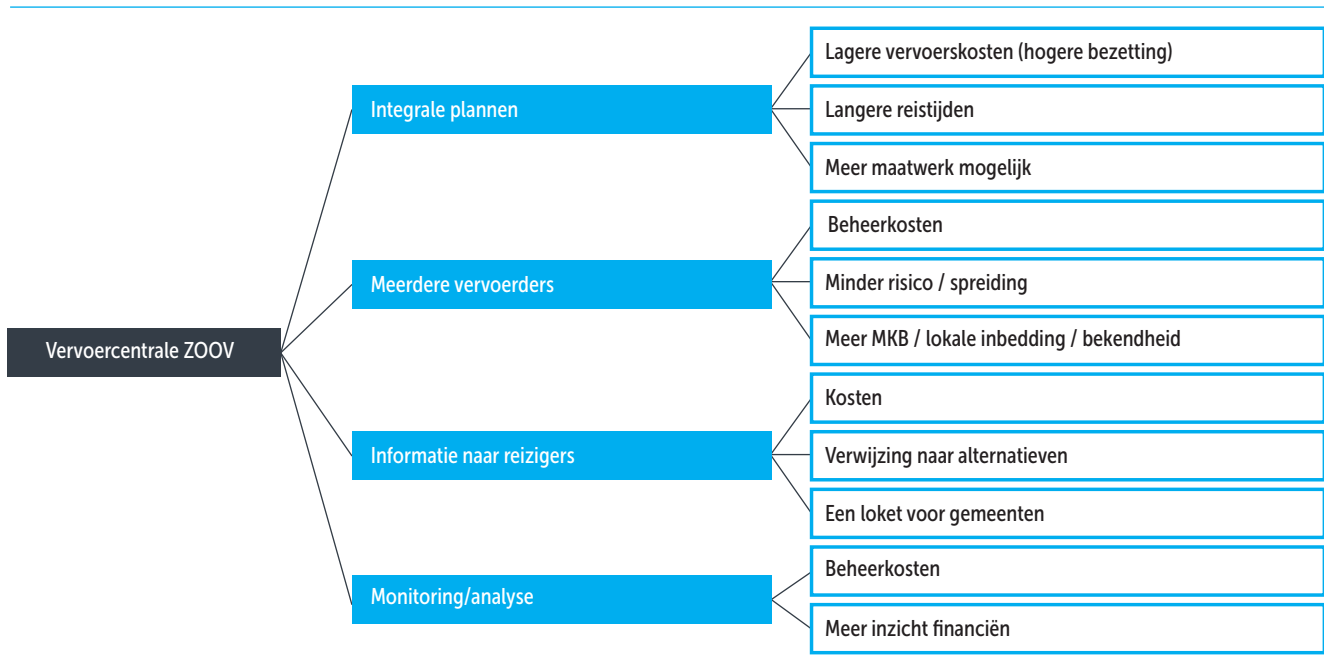 Vervoercentrale ZOOV
Integrale plannen
Lagere vervoerskosten (hogere bezetting)
Langere reistijden
Meer maatwerk mogelijk
Meerdere vervoerders
Beheerkosten
Minder risico / spreiding
Meer MKB / lokale inbedding / bekendheid
Informatie naar reizigers
Kosten
Verwijzing naar alternatieven
Een loket voor gemeenten
Monitoring/analyse
Beheerkosten
Meer inzicht financiën